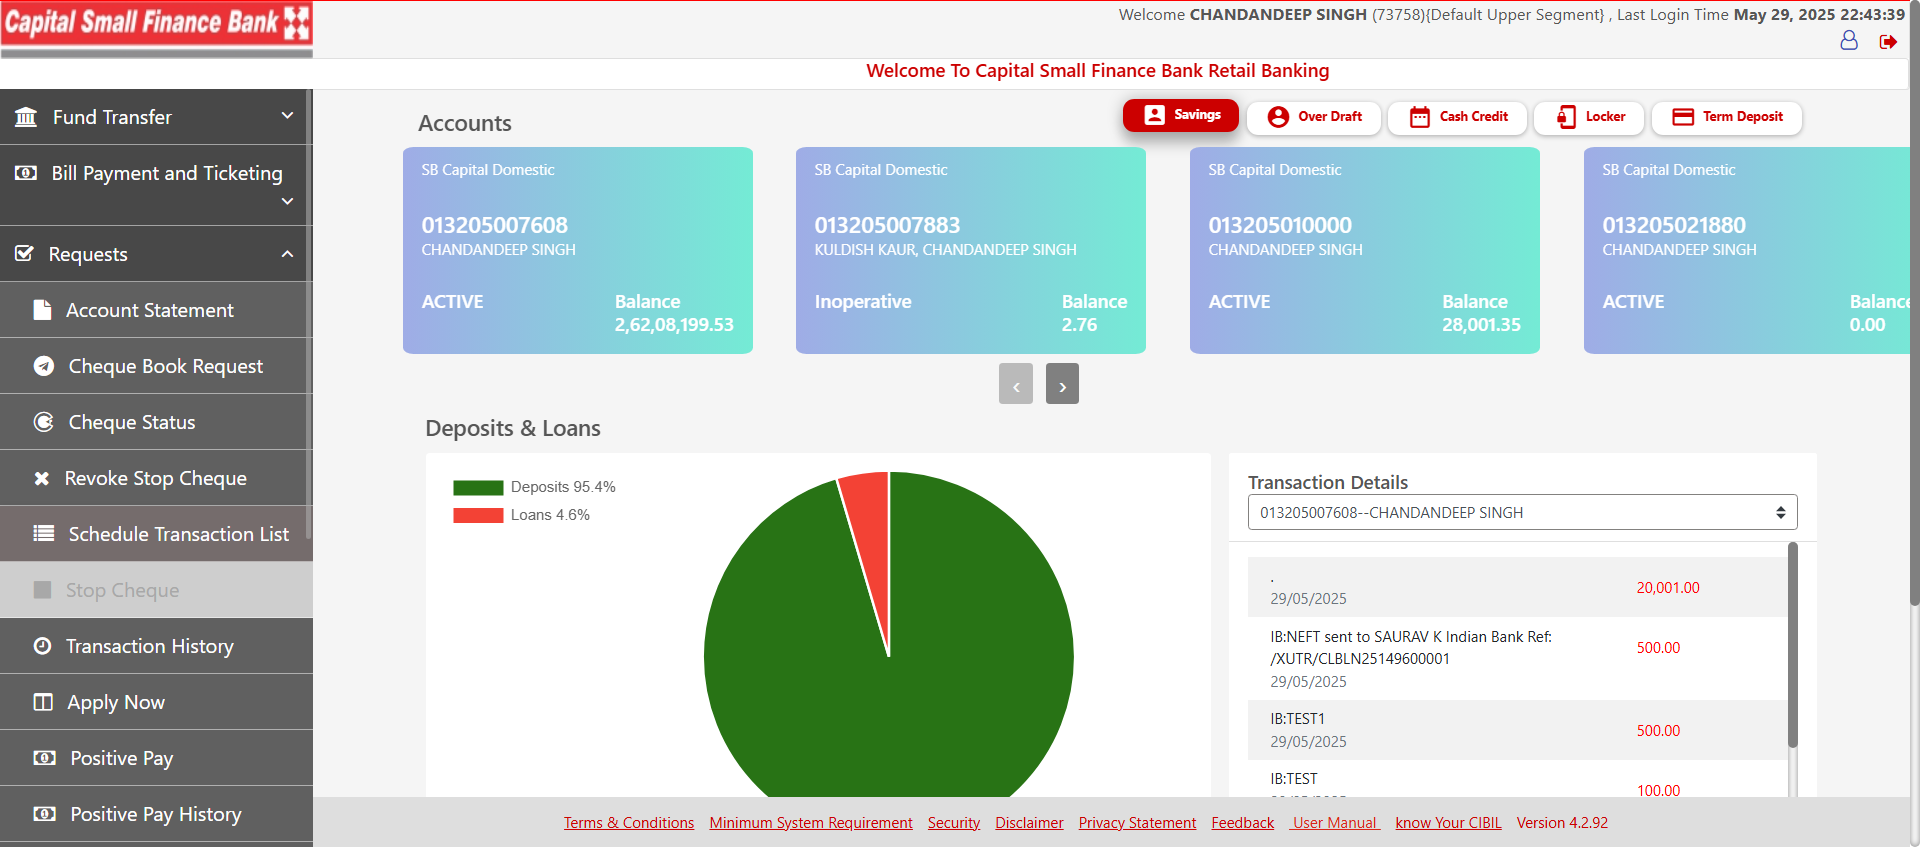 Capital Small Finance Bank
Welcome CHANDANDEEP SINGH (73758){Default Upper Segment} , Last Login Time May 29, 2025 22:43:39
Welcome To Capital Small Finance Bank Retail Banking
Fund Transfer
Bill Payment and Ticketing
Requests
Account Statement
Cheque Book Request
Cheque Status
Revoke Stop Cheque
Schedule Transaction List
Stop Cheque
Transaction History
Apply Now
Positive Pay
Positive Pay History
Accounts
Savings
Over Draft
Cash Credit
Locker
Term Deposit
SB Capital Domestic
013205007608
CHANDANDEEP SINGH
ACTIVE
Balance
2,62,08,199.53
SB Capital Domestic
013205007883
KULDISH KAUR, CHANDANDEEP SINGH
Inoperative
Balance
2.76
SB Capital Domestic
013205010000
CHANDANDEEP SINGH
ACTIVE
Balance
28,001.35
SB Capital Domestic
013205021880
CHANDANDEEP SINGH
ACTIVE
Balance
0.00
‹ ›
Deposits & Loans
Deposits 95.4%
Loans 4.6%
Transaction Details
013205007608--CHANDANDEEP SINGH
.
29/05/2025
20,001.00
IB:NEFT sent to SAURAV K Indian Bank Ref:
/XUTR/CLBLN25149600001
29/05/2025
500.00
IB:TEST1
29/05/2025
500.00
IB:TEST
100.00
Terms & Conditions Minimum System Requirement Security Disclaimer Privacy Statement Feedback User Manual know Your CIBIL Version 4.2.92